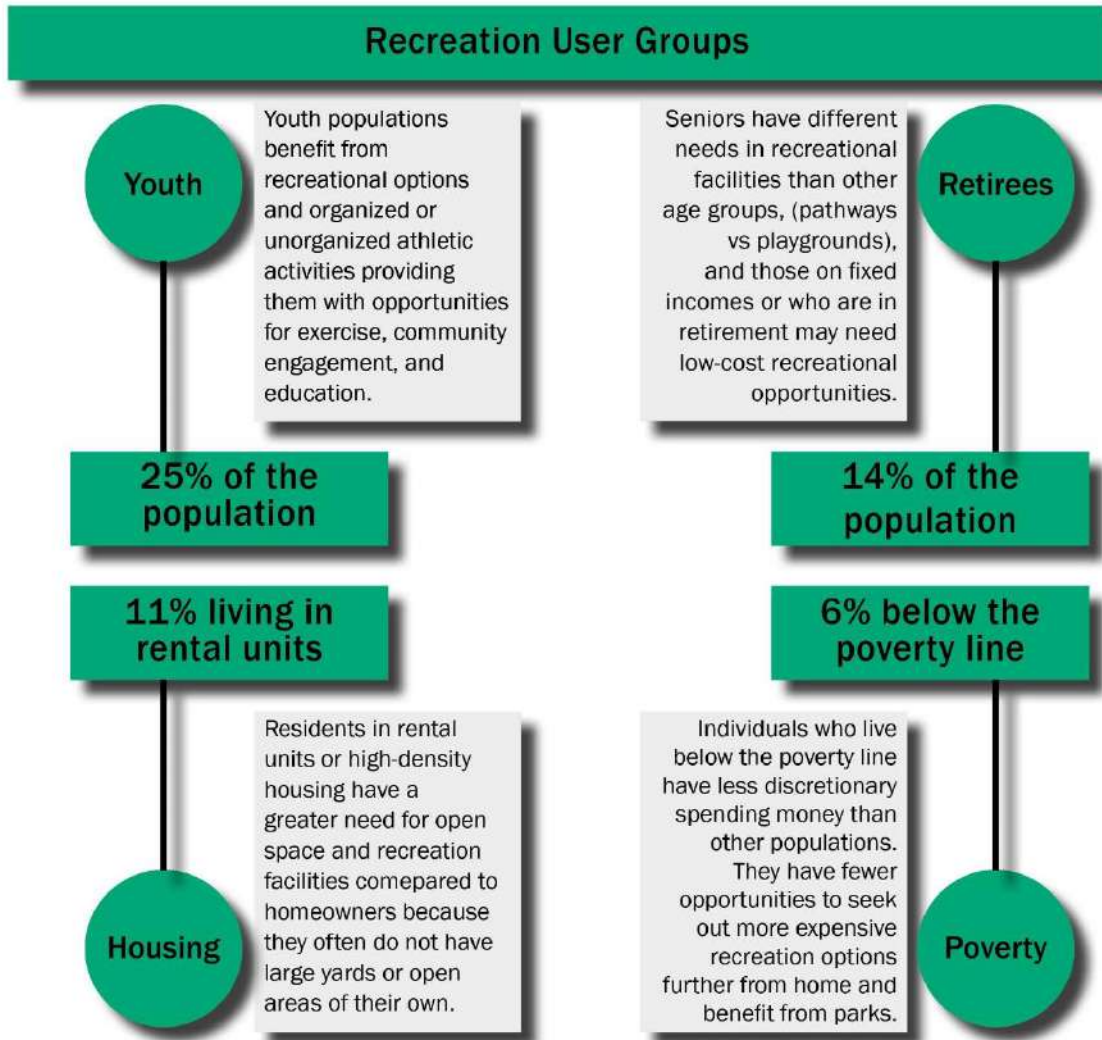 Recreation User Groups
Youth
Youth populations
benefit from
recreational options
and organized or
unorganized athletic
activities providing
them with opportunities
for exercise, community
engagement, and
education.
25% of the
population
Seniors have different
needs in recreational
facilities than other
age groups, (pathways
vs playgrounds),
and those on fixed
incomes or who are in
retirement may need
low-cost recreational
opportunities.
Retirees
14% of the
population
11% living in
rental units
Residents in rental
units or high-density
housing have a
greater need for open
space and recreation
facilities comepared to
homeowners because
they often do not have
large yards or open
areas of their own.
Housing
6% below the
poverty line
Individuals who live
below the poverty line
have less discretionary
spending money than
other populations.
They have fewer
opportunities to seek
out more expensive
recreation options
further from home and
benefit from parks.
Poverty